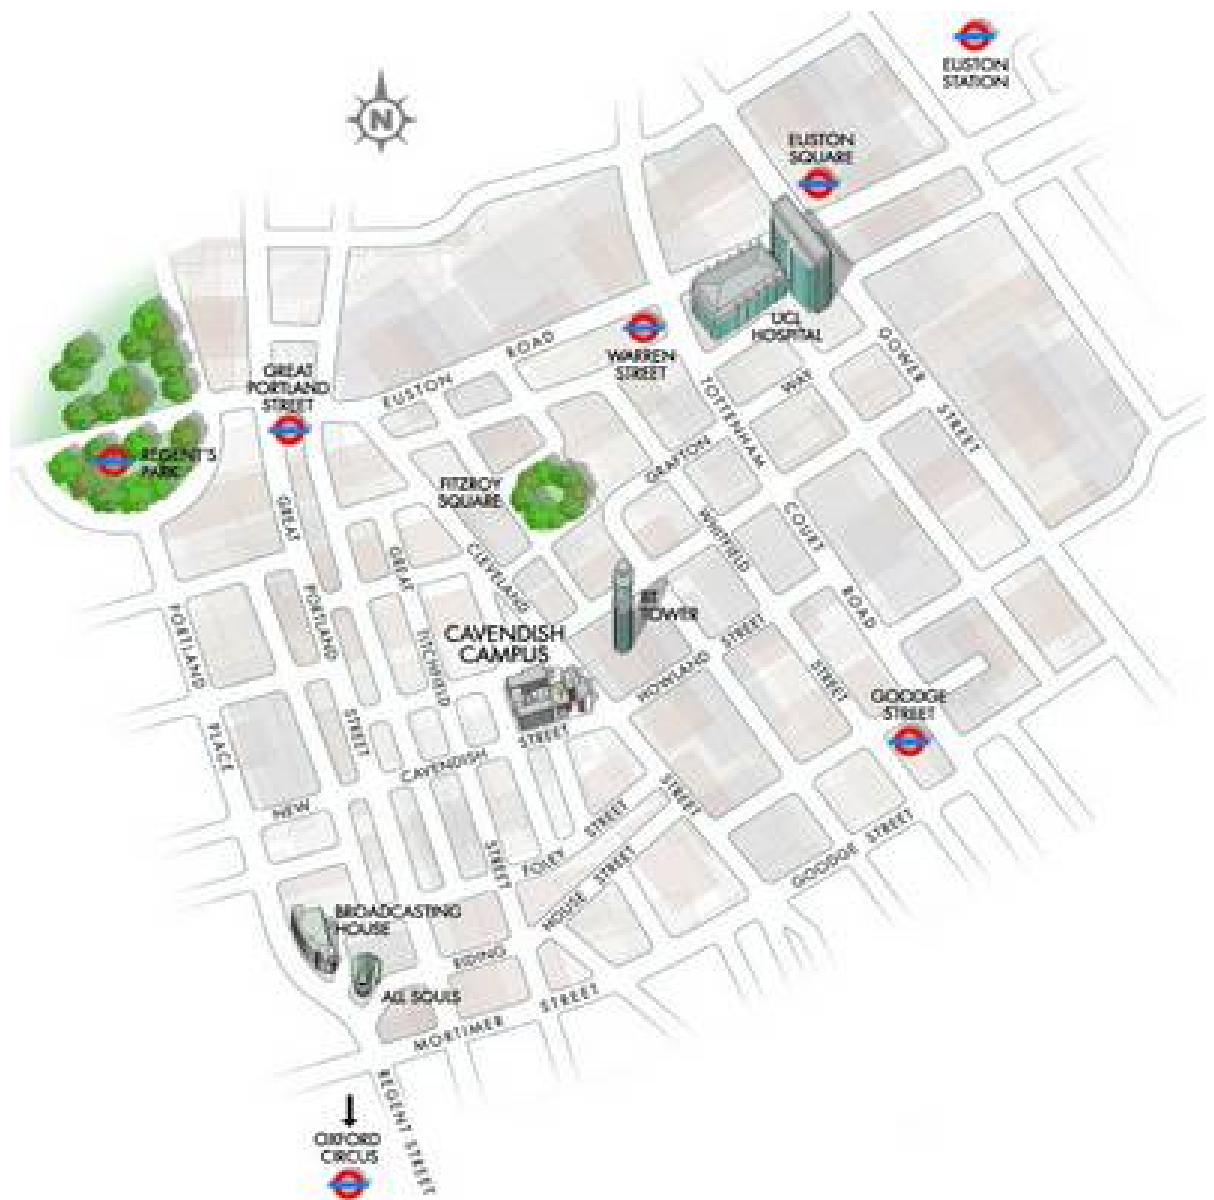 EUSTON
STATION
N
EUSTON
SQUARE
UCL
HOSPITAL
WARREN
STREET
EUSTON ROAD
GREAT
PORTLAND
STREET
GOWER STREET
REGENT'S
PARK
FITZROY
SQUARE
GRAFTON WAY
TOTTENHAM COURT ROAD
WHITFIELD STREET
CLEVELAND STREET
GREAT PORTLAND STREET
GREAT TITCHFIELD STREET
PORTLAND PLACE
BT
TOWER
CAVENDISH
CAMPUS
HOWLAND STREET
GOODGE
STREET
NEW CAVENDISH STREET
FOLEY STREET
GOODGE STREET
BROADCASTING
HOUSE
RIDING HOUSE STREET
ALL SOULS
MORTIMER STREET
REGENT STREET
OXFORD
CIRCUS